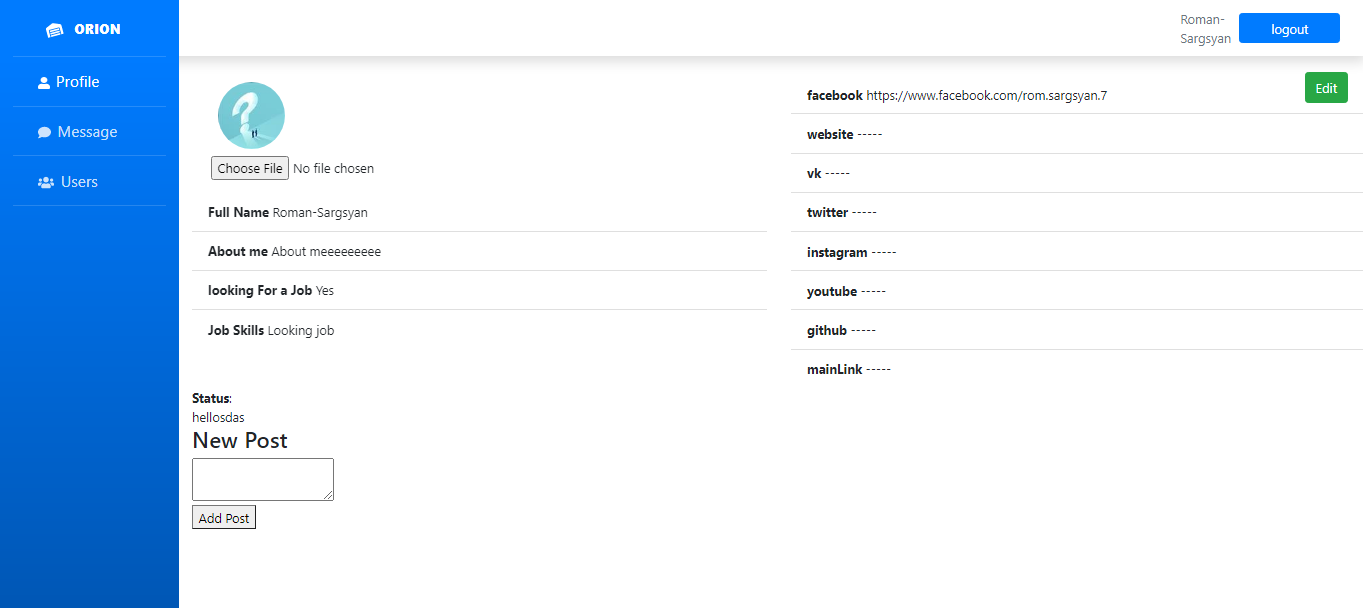 ORION
Profile
Message
Users
Roman-
Sargsyan
logout
Choose File No file chosen
Full Name Roman-Sargsyan
About me About meeeeeeeee
looking For a Job Yes
Job Skills Looking job
facebook https://www.facebook.com/rom.sargsyan.7
Edit
website -----
vk -----
twitter -----
instagram -----
youtube -----
github -----
mainLink -----
Status:
hellosdas
New Post
Add Post